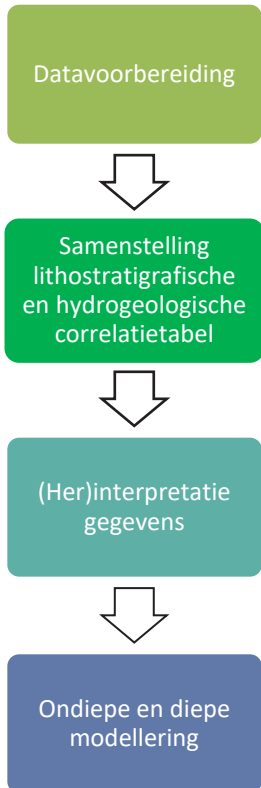 Datavoorbereiding
Samenstelling
lithostratigrafische
en hydrogeologische
correlatietabel
(Her)interpretatie
gegevens
Ondiepe en diepe
modellering